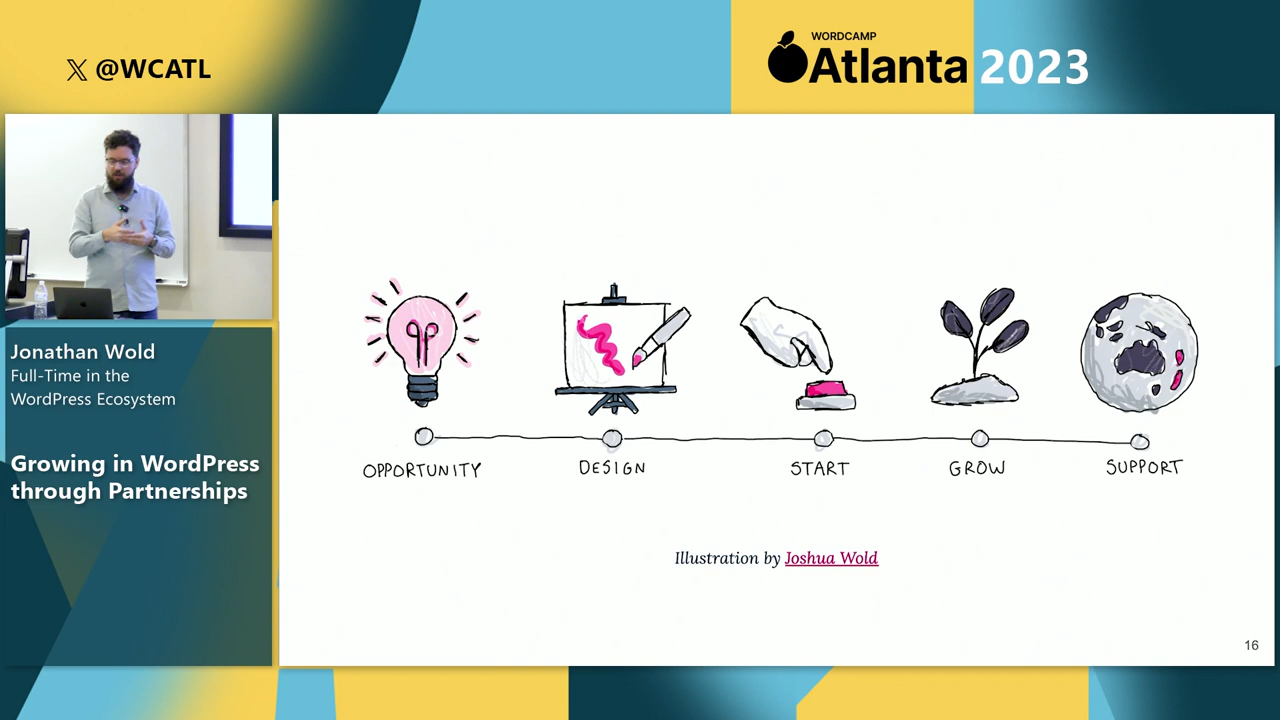 𝕏 @WCATL
WORDCAMP
Atlanta 2023
Jonathan Wold
Full-Time in the
WordPress Ecosystem
Growing in WordPress
through Partnerships
OPPORTUNITY
DESIGN
START
GROW
SUPPORT
Illustration by Joshua Wold
16